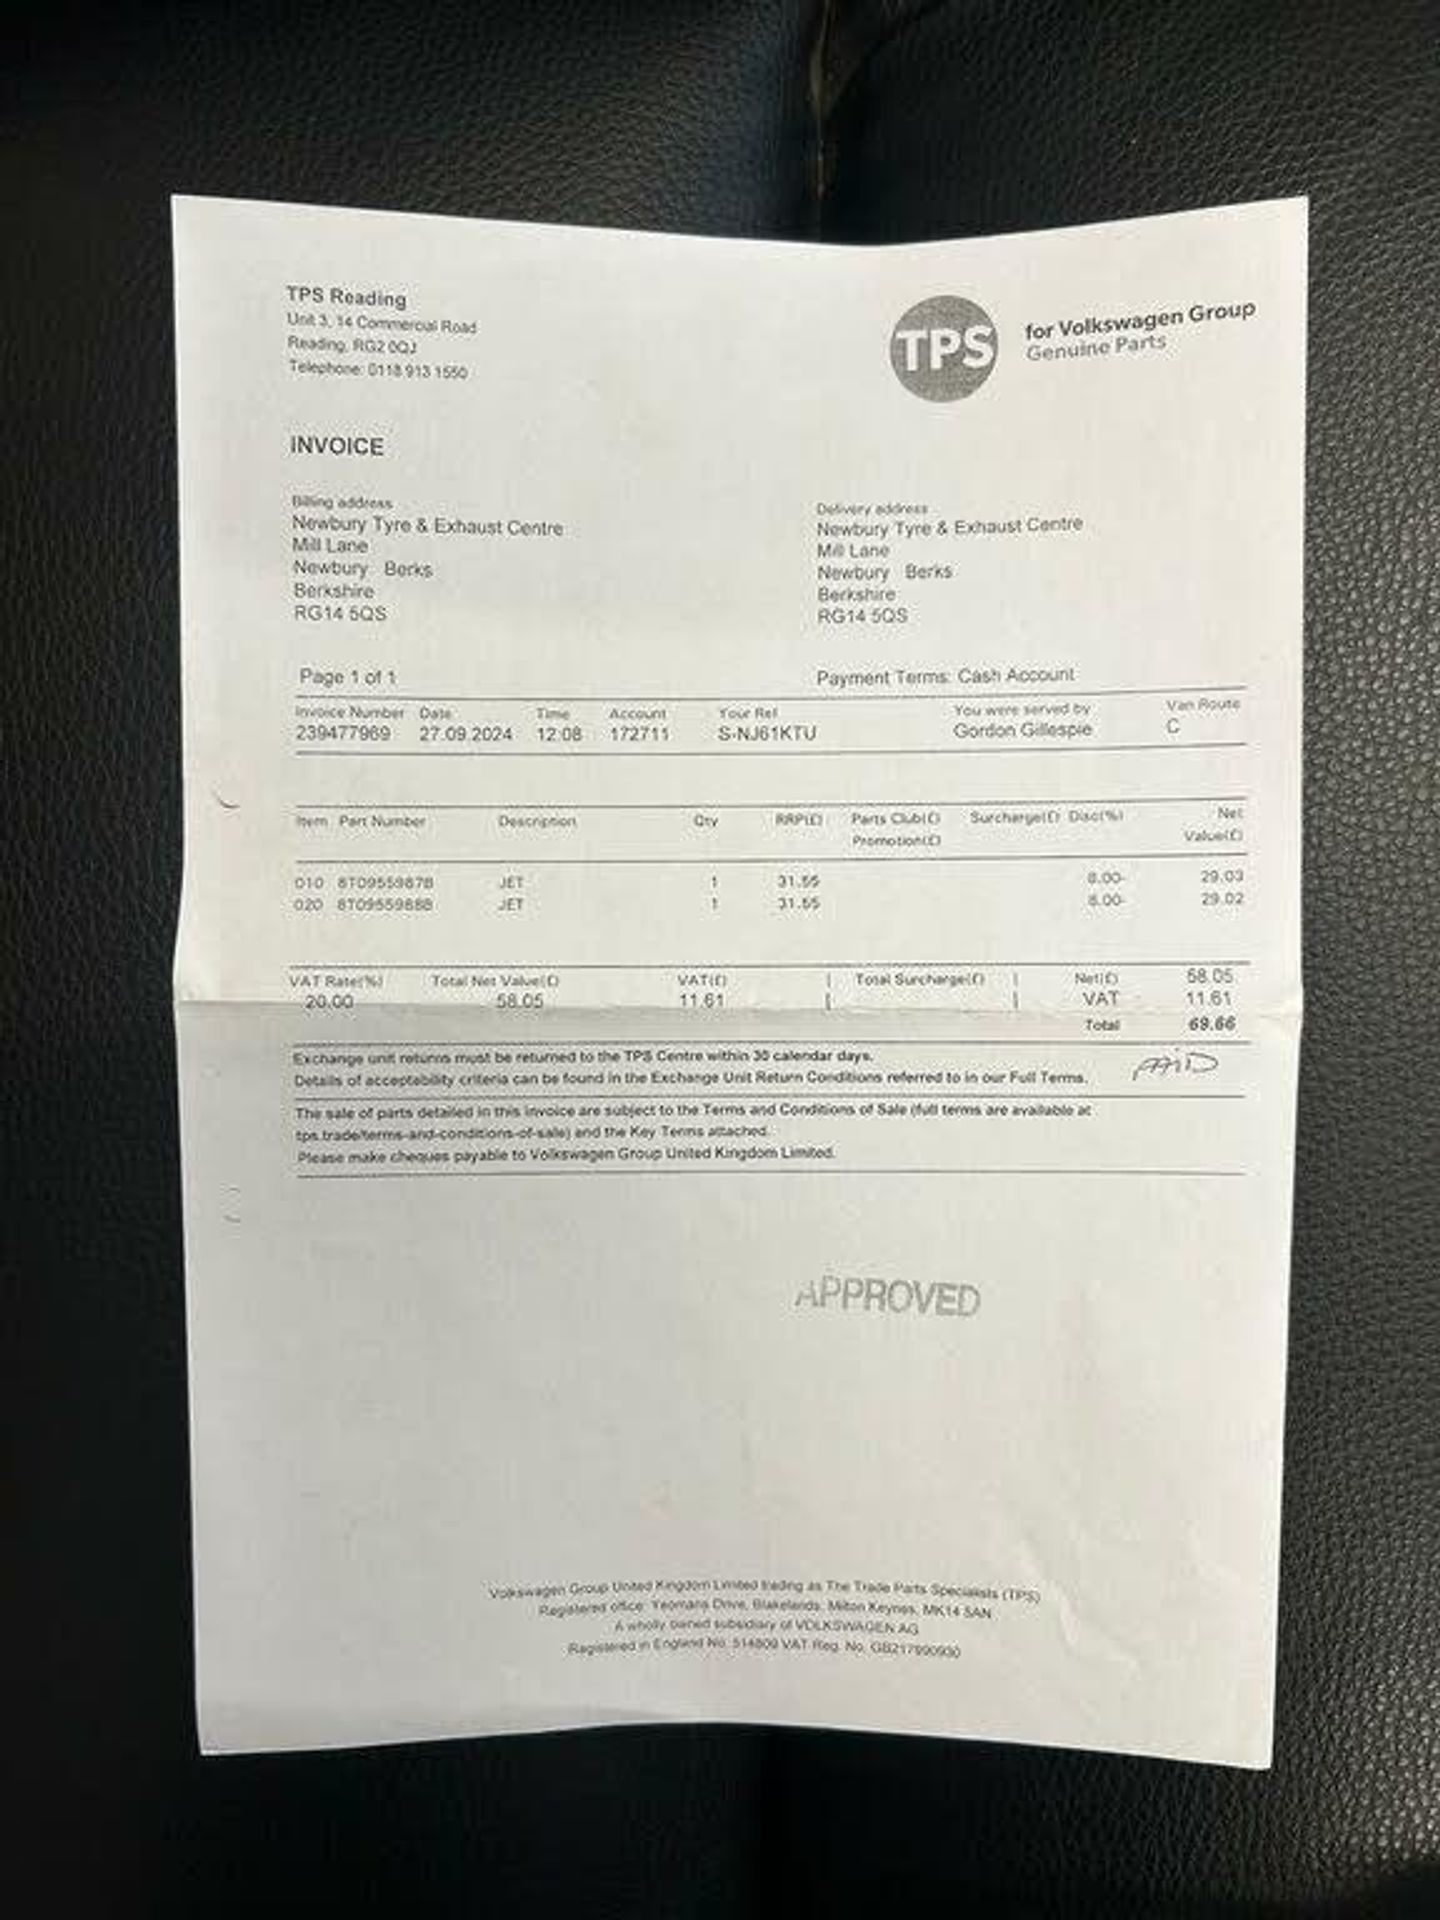 TPS Reading
Unit 3, 14 Commercial Road
Reading, RG2 0QJ
Telephone: 0118 913 1550
TPS
for Volkswagen Group
Genuine Parts
INVOICE
Billing address
Newbury Tyre & Exhaust Centre
Mill Lane
Newbury Berks
Berkshire
RG14 5QS
Delivery address
Newbury Tyre & Exhaust Centre
Mill Lane
Newbury Berks
Berkshire
RG14 5QS
Page 1 of 1
Payment Terms: Cash Account
Invoice Number Date Time Account Your Ref You were served by Van Route
239477969 27.09.2024 12:08 172711 S-NJ61KTU Gordon Gillespie C
Item Part Number Description Qty RRP(£) Parts Club(£) Surcharge(£) Disc(%) Net
Promotion(£) Value(£)
010 8T0955987B JET 1 31.55 8.00- 29.03
020 8T0955988B JET 1 31.55 8.00- 29.02
VAT Rate(%) Total Net Value(£) VAT(£) | Total Surcharge(£) | Net(£) 58.05
20.00 58.05 11.61 | | VAT 11.61
Total 69.66
Exchange unit returns must be returned to the TPS Centre within 30 calendar days.
Details of acceptability criteria can be found in the Exchange Unit Return Conditions referred to in our Full Terms.
PAID
The sale of parts detailed in this invoice are subject to the Terms and Conditions of Sale (full terms are available at
tps.trade/terms-and-conditions-of-sale) and the Key Terms attached.
Please make cheques payable to Volkswagen Group United Kingdom Limited.
APPROVED
Volkswagen Group United Kingdom Limited trading as The Trade Parts Specialists (TPS)
Registered office: Yeomans Drive, Blakelands, Milton Keynes, MK14 5AN
A wholly owned subsidiary of VOLKSWAGEN AG
Registered in England No. 514809 VAT Reg. No. GB217990930